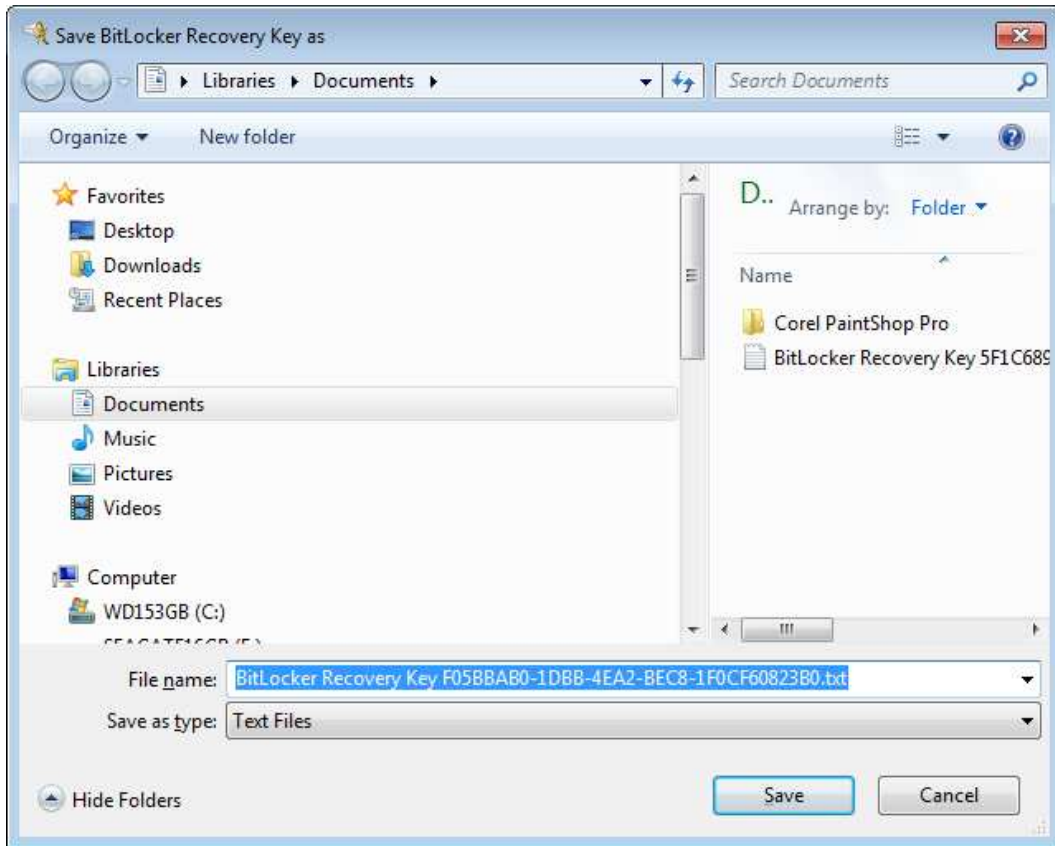 Save BitLocker Recovery Key as
Libraries Documents
Search Documents
Organize
New folder
Favorites
Desktop
Downloads
Recent Places
Libraries
Documents
Music
Pictures
Videos
Computer
WD153GB (C:)
D..
Arrange by: Folder
Name
Corel PaintShop Pro
BitLocker Recovery Key 5F1C689
File name: BitLocker Recovery Key F05BBAB0-1DBB-4EA2-BEC8-1F0CF60823B0.txt
Save as type: Text Files
Hide Folders
Save
Cancel